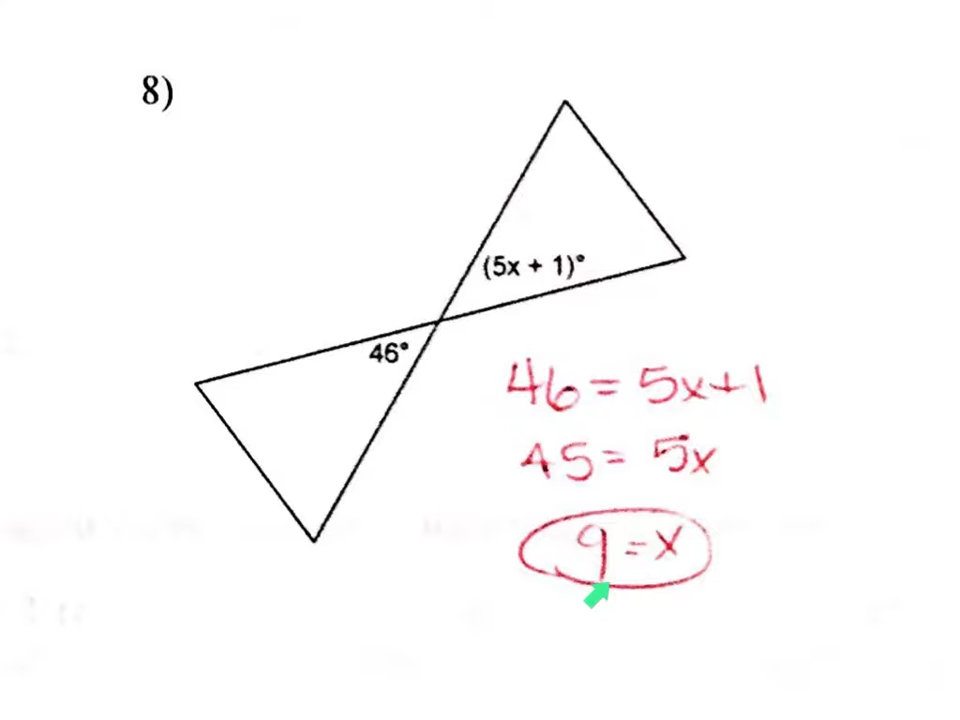 8)
(5x + 1)°
46°
46 = 5x+1
45 = 5x
9 = x